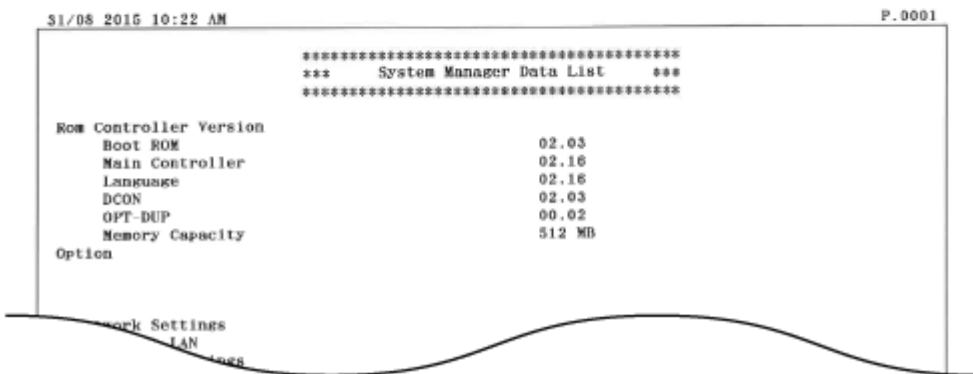 31/08 2015 10:22 AM P.0001
****************************************
*** System Manager Data List ***
****************************************
Rom Controller Version
Boot ROM 02.03
Main Controller 02.16
Language 02.16
DCON 02.03
OPT-DUP 00.02
Memory Capacity 512 MB
Option
Settings
LAN